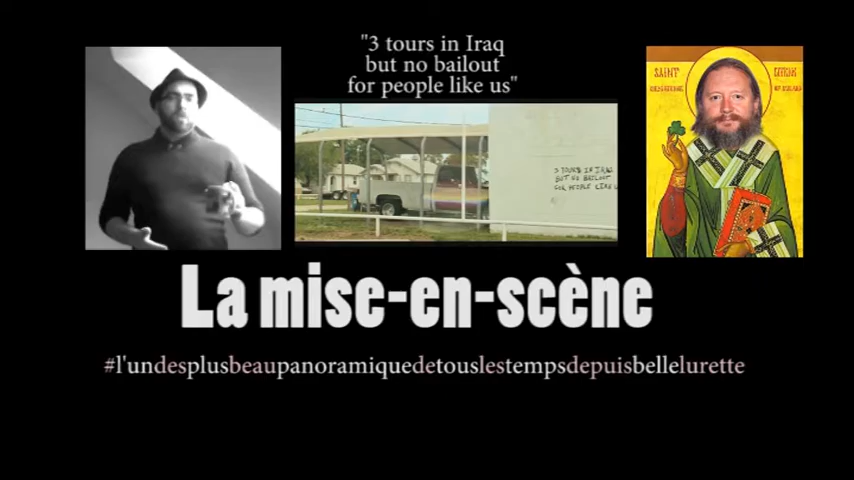 "3 tours in Iraq
but no bailout
for people like us"
SAINT
3 TOURS IN IRAQ
BUT NO BAILOUT
FOR PEOPLE LIKE U
La mise-en-scène
#l'undesplusbeaupanoramiquedetouslestempsdepuisbellelurette